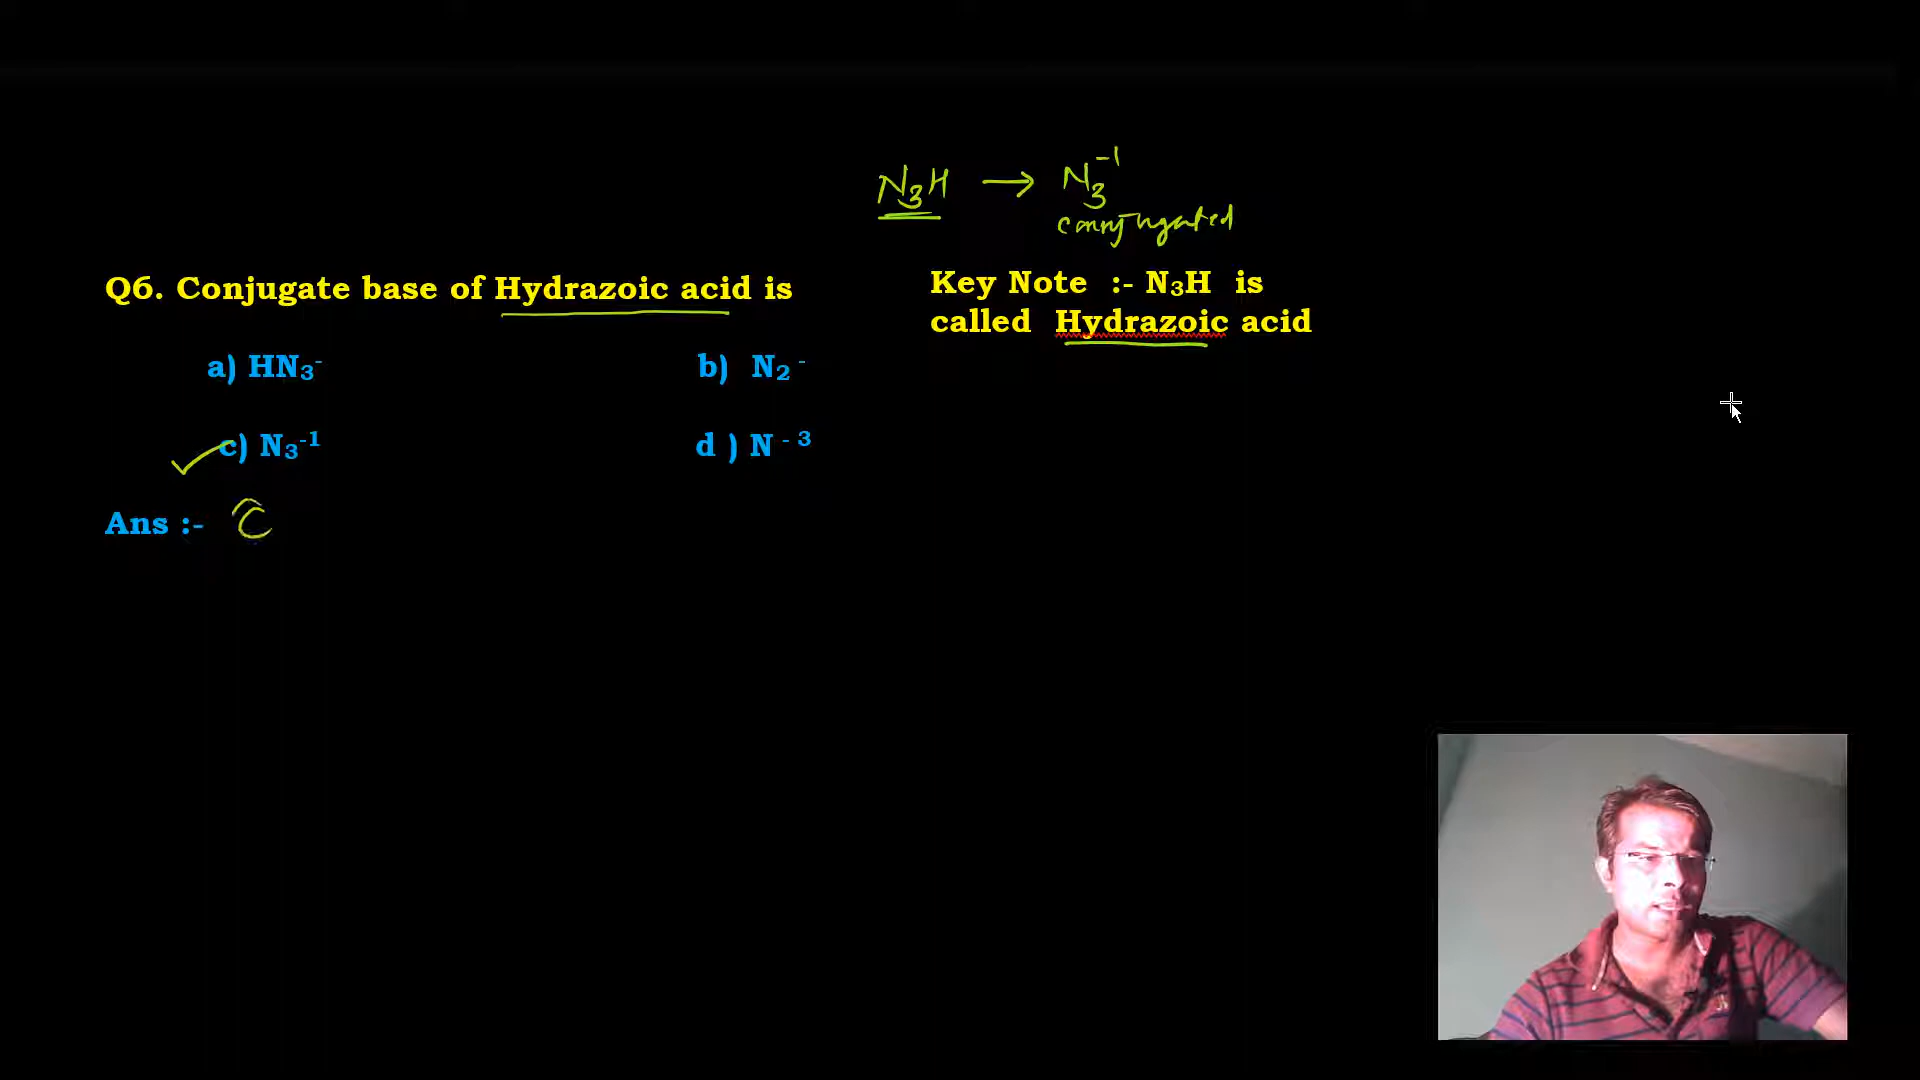 N₃H → N₃⁻¹
conjugated
Q6. Conjugate base of Hydrazoic acid is
Key Note :- N₃H is
called Hydrazoic acid
a) HN₃⁻
b) N₂ ⁻
c) N₃⁻¹
d ) N ⁻ ³
Ans :- C